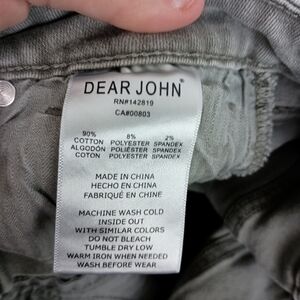 DEAR JOHN®
RN#142819
CA#00803
90% 8% 2%
COTTON POLYESTER SPANDEX
ALGODÓN POLIÉSTER SPANDEX
COTON POLYESTER SPANDEX
MADE IN CHINA
HECHO EN CHINA
FABRIQUÉ EN CHINE
MACHINE WASH COLD
INSIDE OUT
WITH SIMILAR COLORS
DO NOT BLEACH
TUMBLE DRY LOW
WARM IRON WHEN NEEDED
WASH BEFORE WEAR